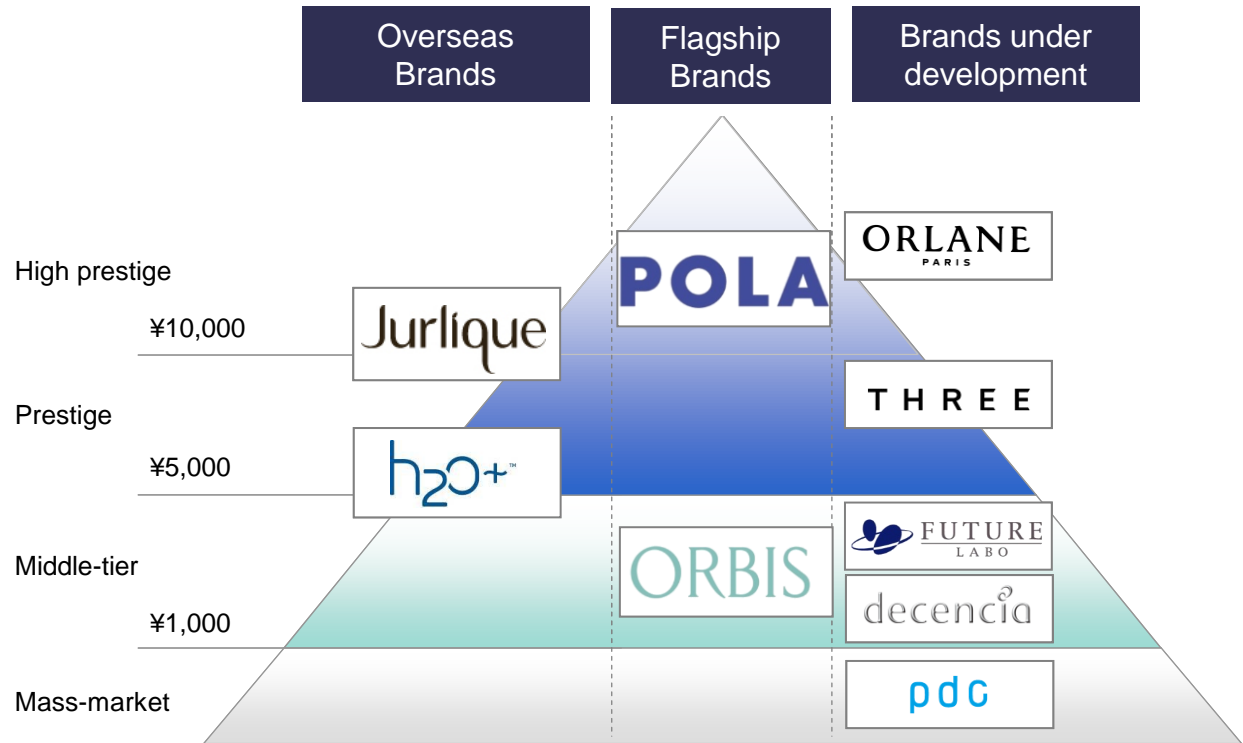 Overseas
Brands
Flagship
Brands
Brands under
development
High prestige
¥10,000
Prestige
¥5,000
Middle-tier
¥1,000
Mass-market
Jurlique
h2o+™
POLA
ORBIS
ORLANE
PARIS
THREE
FUTURE
LABO
decencia
pdc